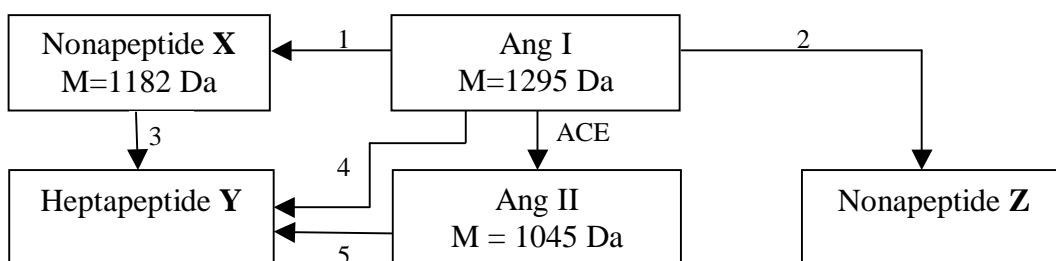 Nonapeptide X
M=1182 Da
1
Ang I
M=1295 Da
2
3
4
ACE
Heptapeptide Y
5
Ang II
M = 1045 Da
Nonapeptide Z